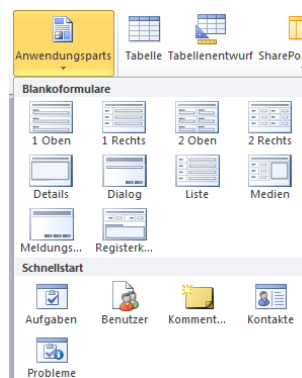 Anwendungsparts Tabelle Tabellenentwurf SharePo
Blankoformulare
1 Oben 1 Rechts 2 Oben 2 Rechts
Details Dialog Liste Medien
Meldungs... Registerk...
Schnellstart
Aufgaben Benutzer Komment... Kontakte
Probleme